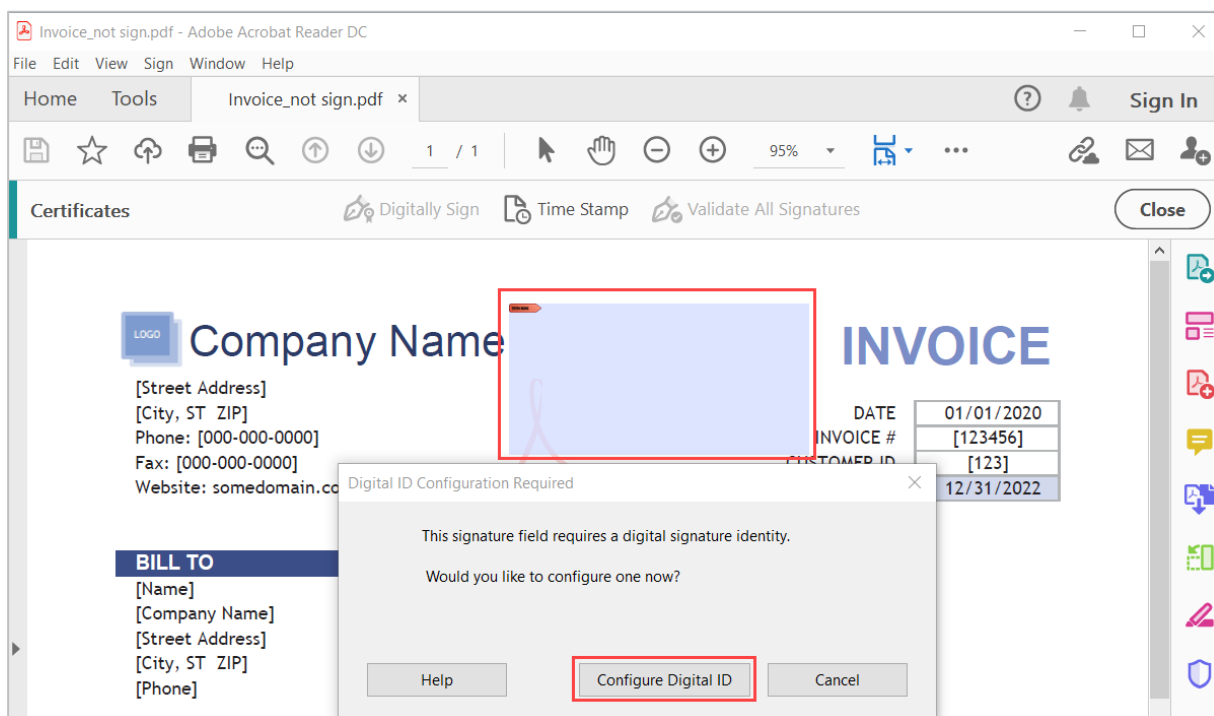 Invoice_not sign.pdf - Adobe Acrobat Reader DC
File Edit View Sign Window Help
Home Tools Invoice_not sign.pdf × Sign In
1 / 1 95%
Certificates Digitally Sign Time Stamp Validate All Signatures Close
LOGO Company Name INVOICE
[Street Address]
[City, ST ZIP] DATE 01/01/2020
Phone: [000-000-0000] INVOICE # [123456]
Fax: [000-000-0000] CUSTOMER ID [123]
Website: somedomain.co 12/31/2022
Digital ID Configuration Required
This signature field requires a digital signature identity.
Would you like to configure one now?
Help Configure Digital ID Cancel
BILL TO
[Name]
[Company Name]
[Street Address]
[City, ST ZIP]
[Phone]